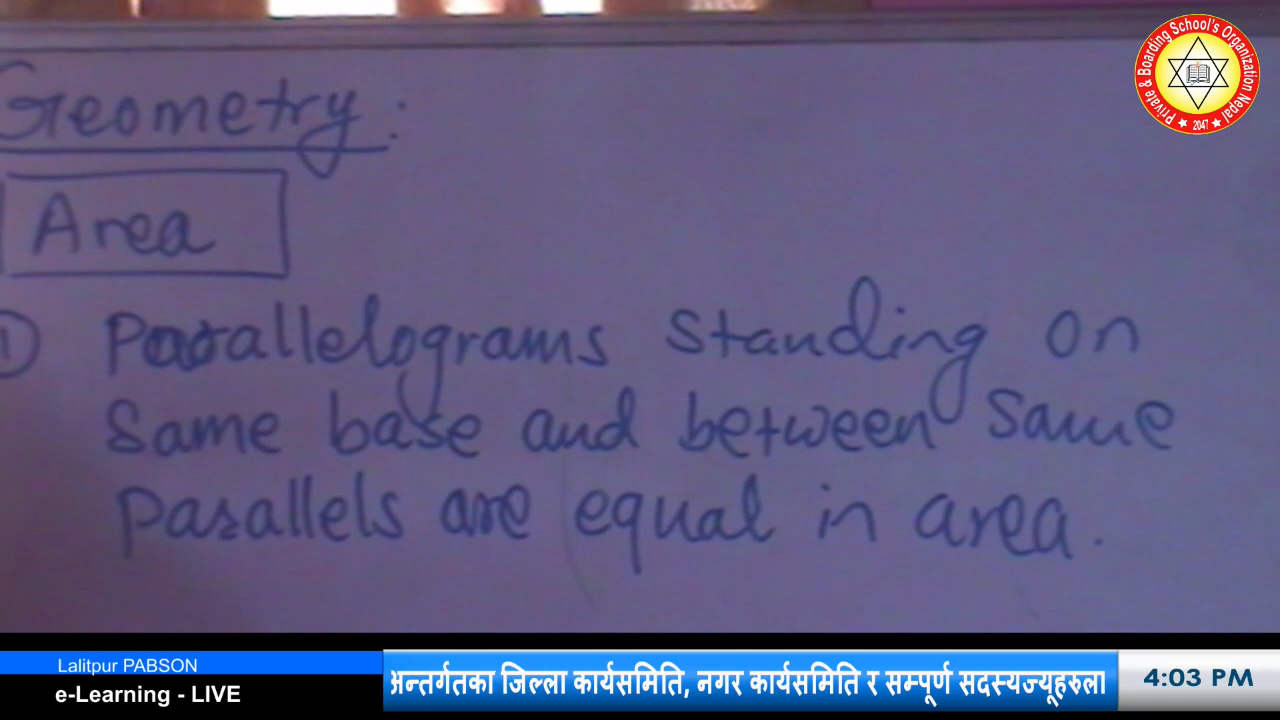 Geometry:
Area
① Parallelograms standing on
Same base and between same
Parallels are equal in area.
Private & Boarding School's Organization Nepal
2047
Lalitpur PABSON
e-Learning - LIVE
अन्तर्गतका जिल्ला कार्यसमिति, नगर कार्यसमिति र सम्पूर्ण सदस्यज्यूहरुला
4:03 PM